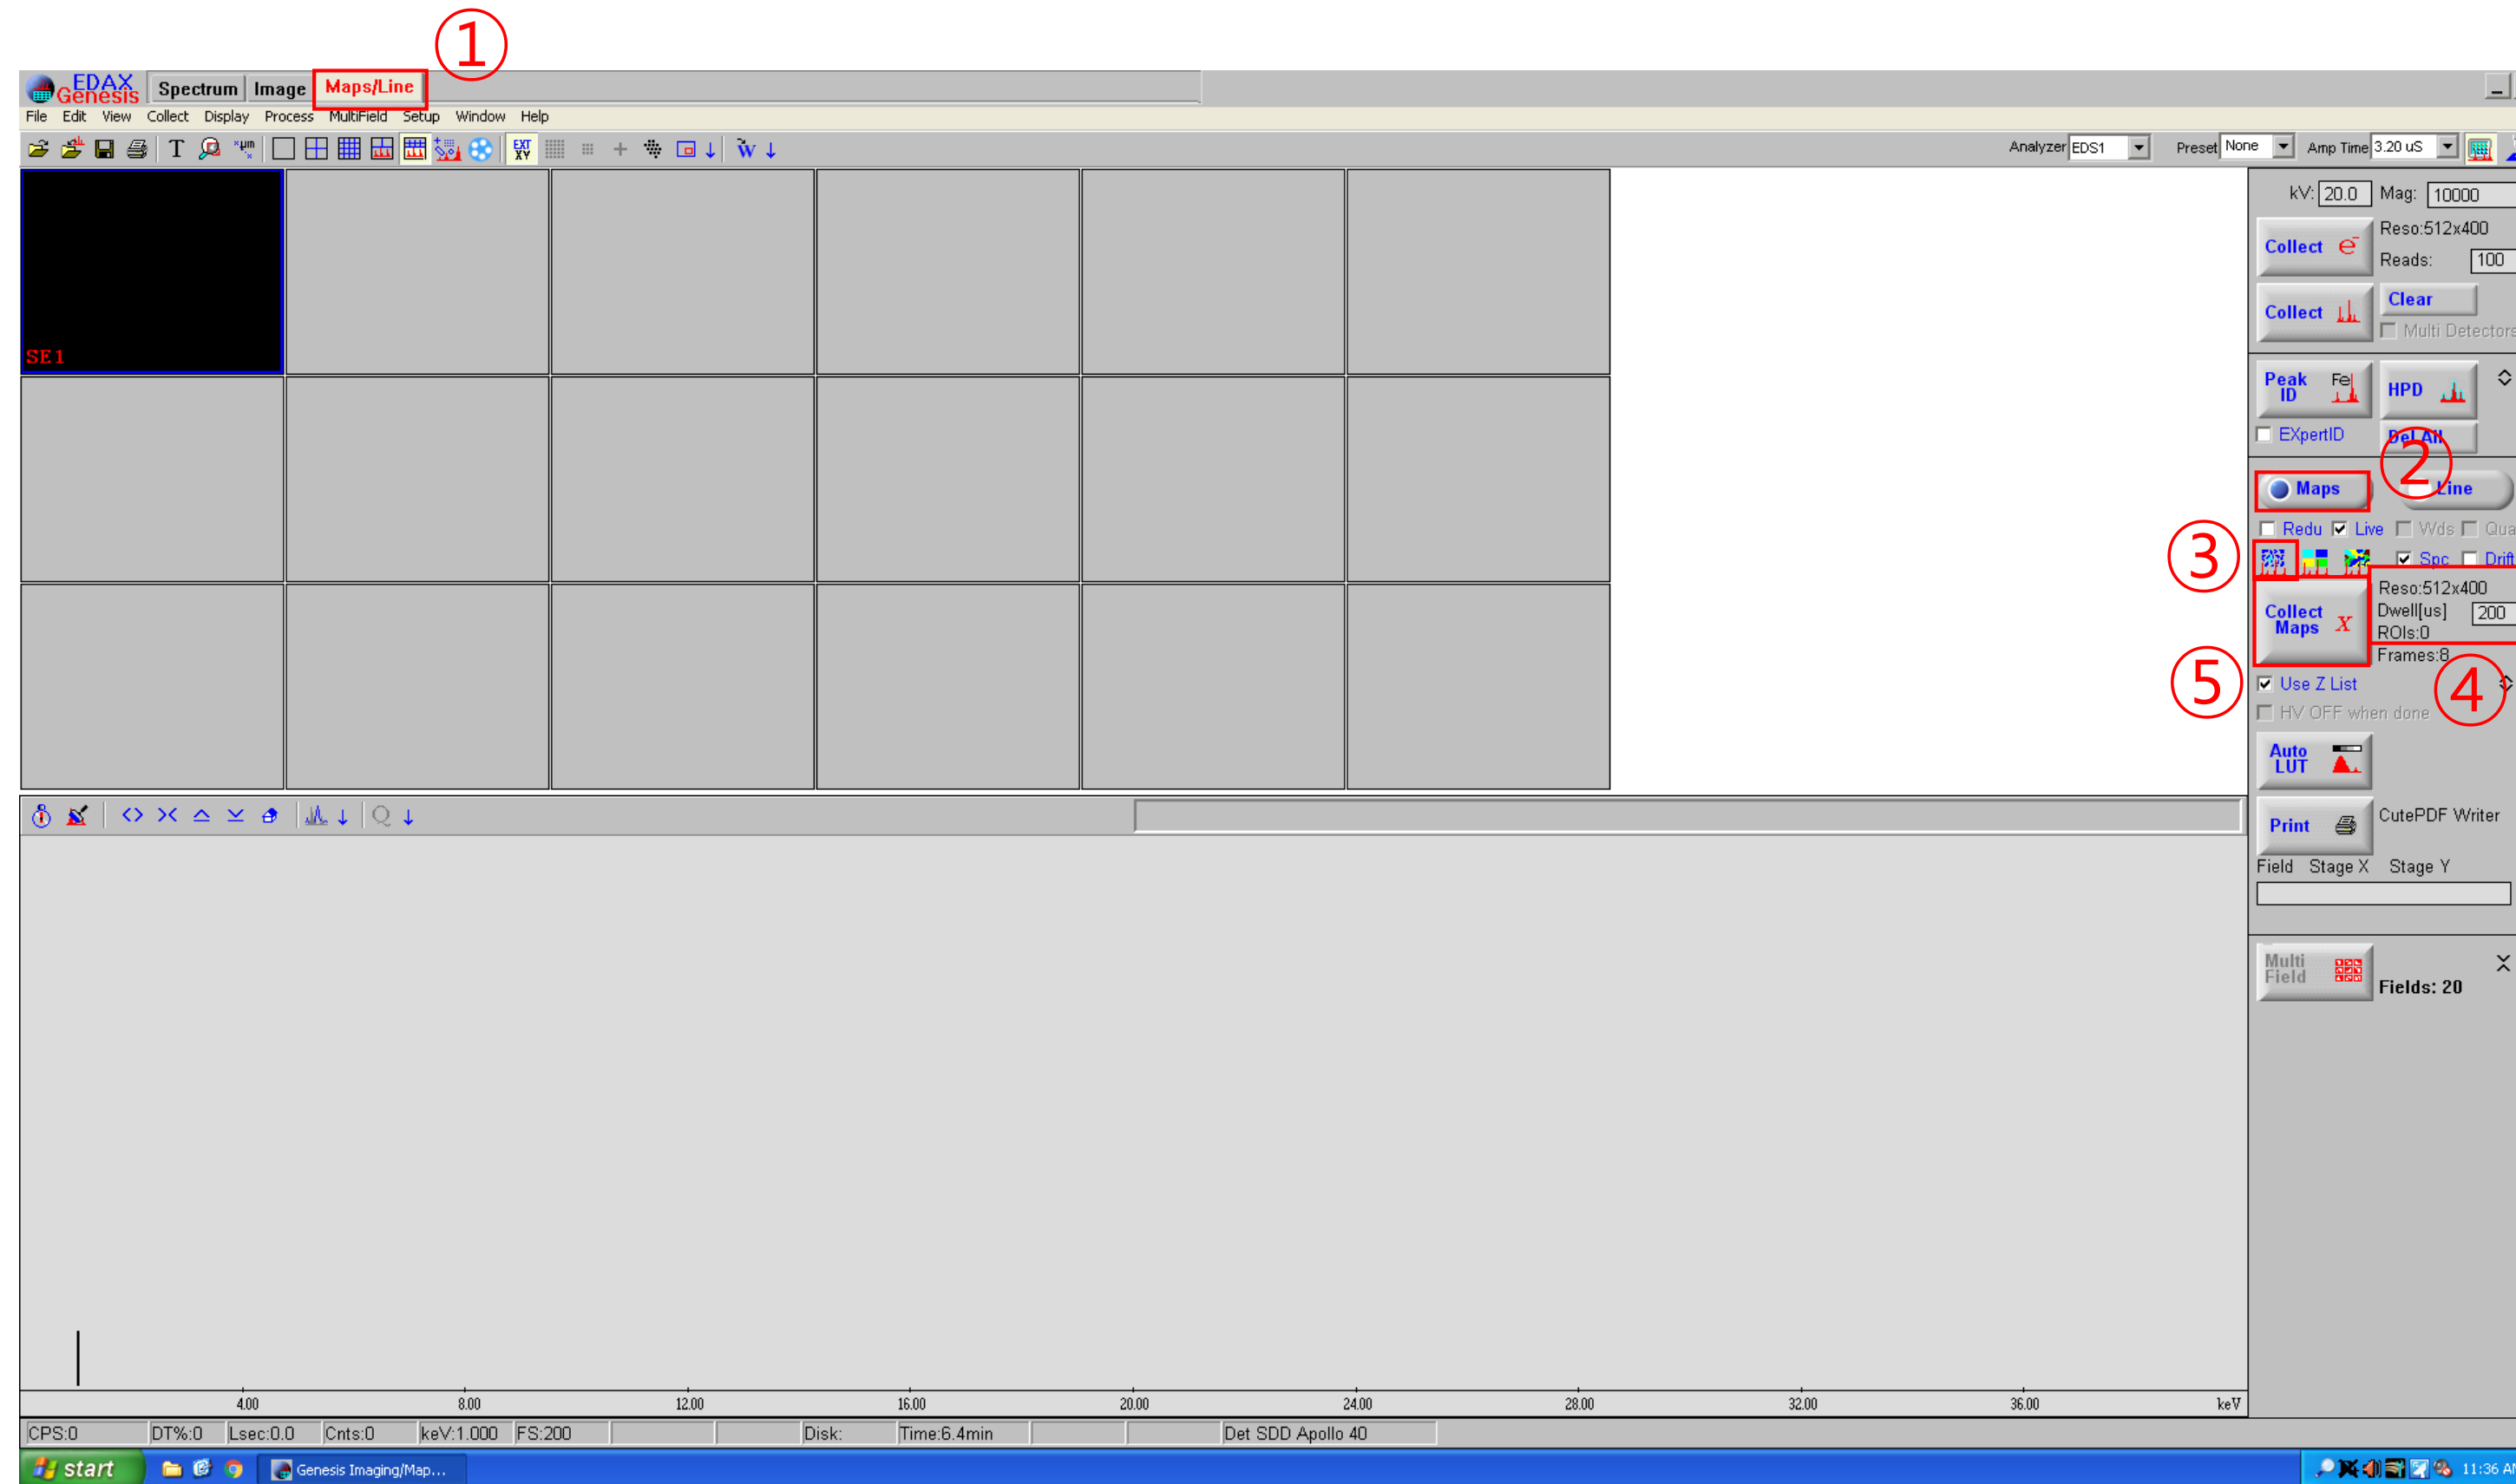 ①
EDAX
Genesis
Spectrum Image Maps/Line
File Edit View Collect Display Process MultiField Setup Window Help
T EXT XY W
Analyzer EDS1 Preset None Amp Time 3.20 uS
kV: 20.0 Mag: 10000
Collect e⁻
Reso:512x400
Reads: 100
Collect
Clear
Multi Detectors
SE1
Peak ID Fe
HPD
EXpertID
Del All
②
Maps
Line
Redu Live Wds Qua
③
Spc Drift
Collect Maps X
Reso:512x400
Dwell[us] 200
ROIs:0
Frames:8
⑤
Use Z List
④
HV OFF when done
Auto LUT
Print
CutePDF Writer
Field Stage X Stage Y
Multi Field
Fields: 20
4.00 8.00 12.00 16.00 20.00 24.00 28.00 32.00 36.00 keV
CPS:0 DT%:0 Lsec:0.0 Cnts:0 keV:1.000 FS:200 Disk: Time:6.4min Det SDD Apollo 40
start Genesis Imaging/Map... 11:36 AM